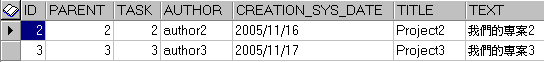 ID PARENT TASK AUTHOR CREATION_SYS_DATE TITLE TEXT
2 2 2 author2 2005/11/16 Project2 我們的專案2
3 3 3 author3 2005/11/17 Project3 我們的專案3